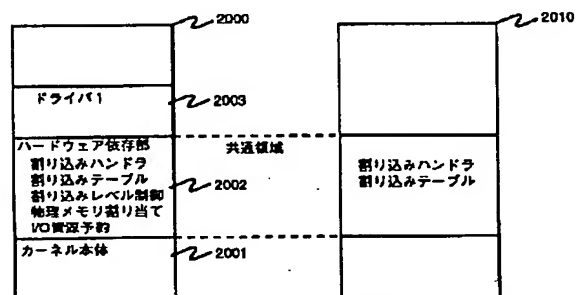 2000
2010
ドライバ1
2003
ハードウェア依存部
共通領域
割り込みハンドラ
割り込みテーブル
割り込みレベル制御
物理メモリ割り当て
I/O資源予約
2002
割り込みハンドラ
割り込みテーブル
カーネル本体
2001